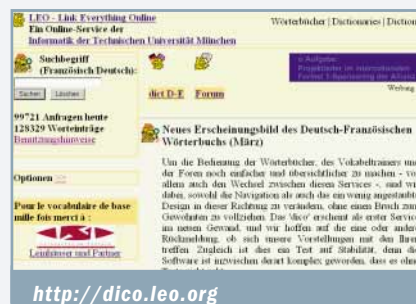 LEO - Link Everything Online
Ein Online-Service der
Informatik der Technischen Universität München
Wörterbücher | Dictionaries | Diction
Suchbegriff
(Französisch/Deutsch):
Suchen Löschen
dict D-E Forum
Werbung
99721 Anfragen heute
128329 Worteinträge
Benutzungshinweise
Optionen >>
Pour le vocabulaire de base
mille fois merci à :
Leinhäuser und Partner
Neues Erscheinungsbild des Deutsch-Französischen
Wörterbuchs (März)
Um die Bedienung der Wörterbücher, des Vokabeltrainers und
der Foren noch einfacher und übersichtlicher zu machen - vo
allem auch den Wechsel zwischen diesen Services -, sind wi
dabei, sowohl die Navigation als auch das ein wenig angestaubte
Design in dieser Richtung zu verändern, ohne einen Bruch zum
Gewohnten zu vollziehen. Das 'dico' erscheint als erster Service
im neuen Gewand, und wir hoffen auf die eine oder andere
Rückmeldung, ob sich unsere Vorstellungen mit den Ihren
treffen. Zugleich ist dies ein Test auf Stabilität, denn die
Software ist inzwischen derart komplex geworden, dass es ohne
http://dico.leo.org